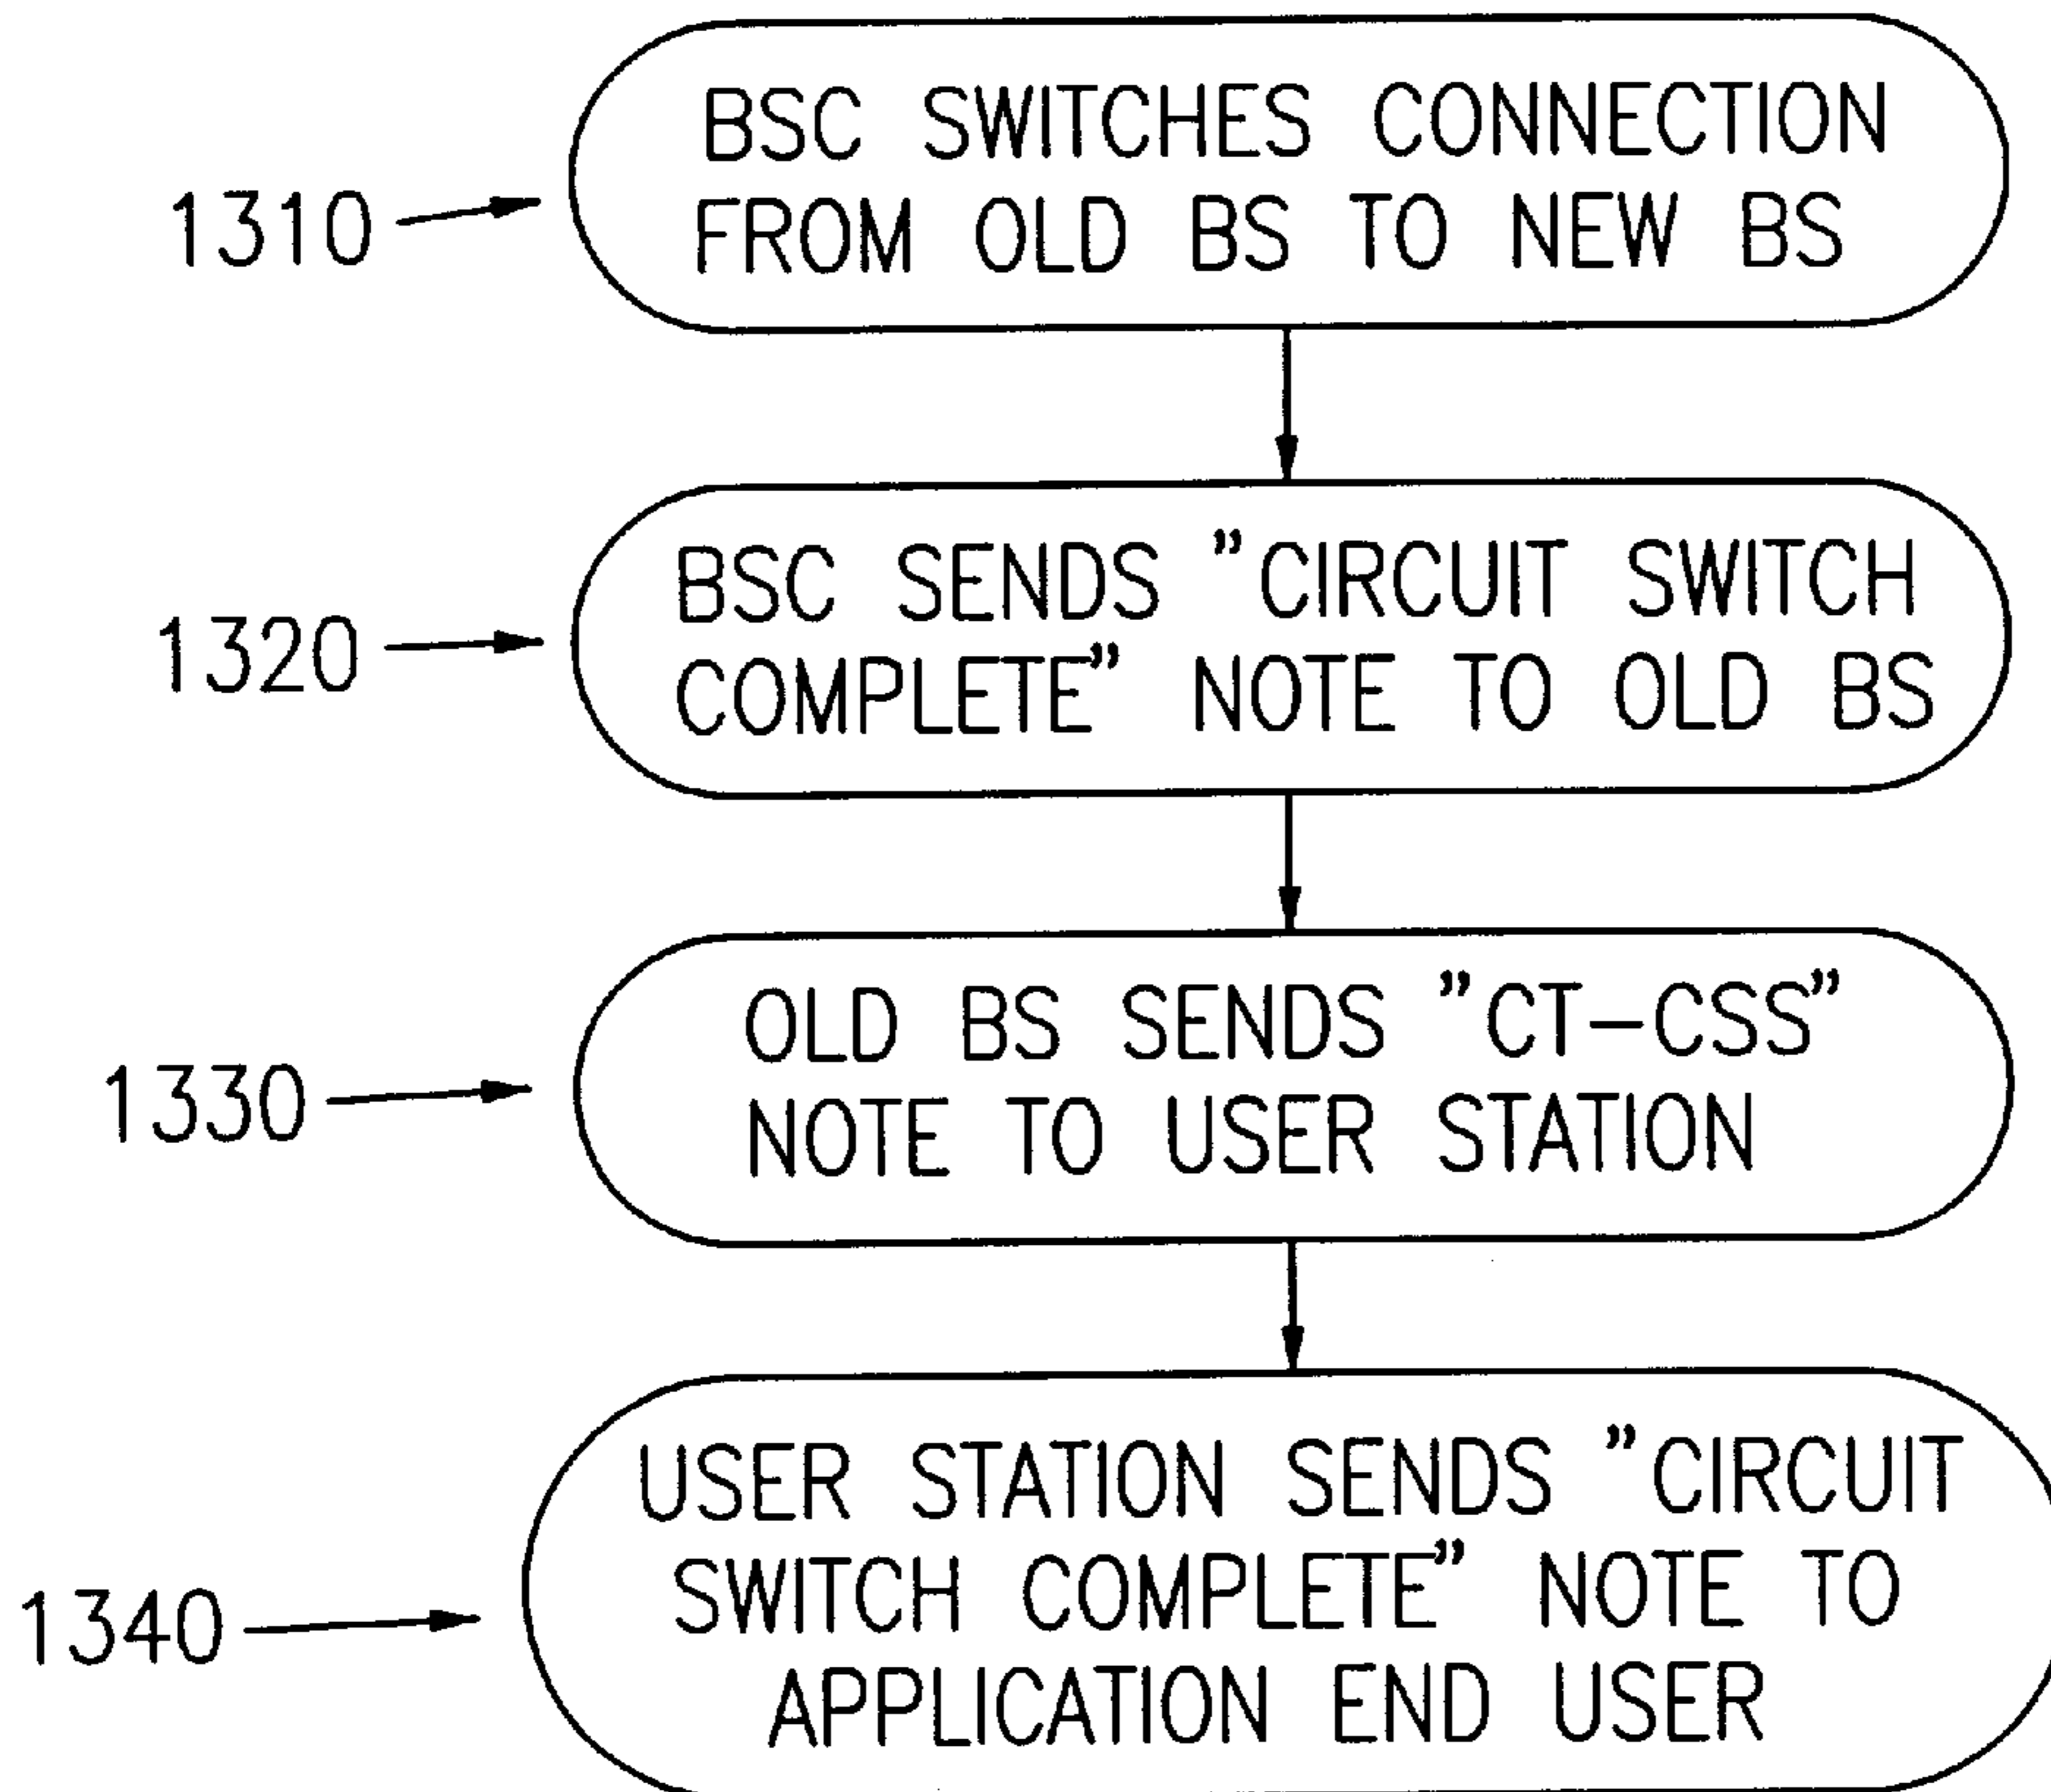 BSC SWITCHES CONNECTION
1310
FROM OLD BS TO NEW BS
BSC SENDS ”CIRCUIT SWITCH
1320
COMPLETE” NOTE TO OLD BS
OLD BS SENDS ”CT–CSS”
1330
NOTE TO USER STATION
USER STATION SENDS ”CIRCUIT
1340
SWITCH COMPLETE” NOTE TO
APPLICATION END USER